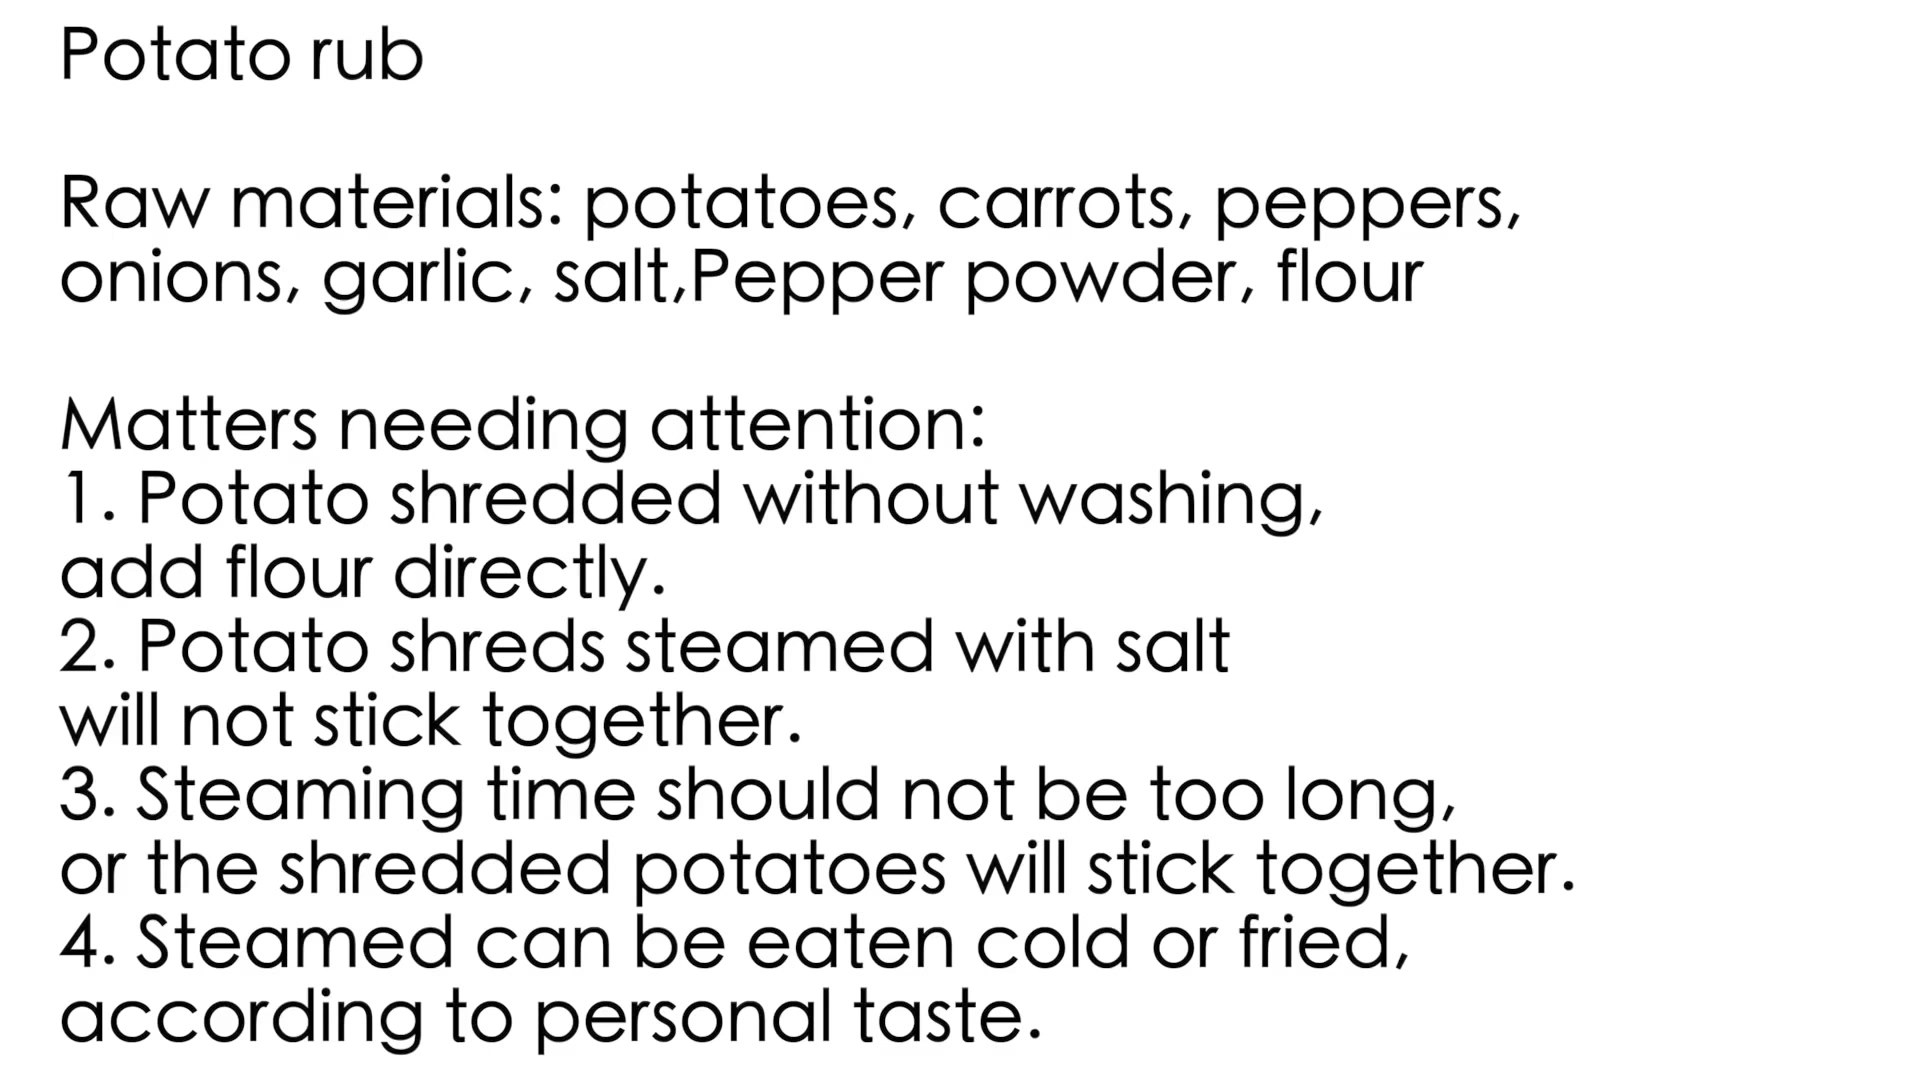 Potato rub
Raw materials: potatoes, carrots, peppers,
onions, garlic, salt,Pepper powder, flour
Matters needing attention:
1. Potato shredded without washing,
add flour directly.
2. Potato shreds steamed with salt
will not stick together.
3. Steaming time should not be too long,
or the shredded potatoes will stick together.
4. Steamed can be eaten cold or fried,
according to personal taste.